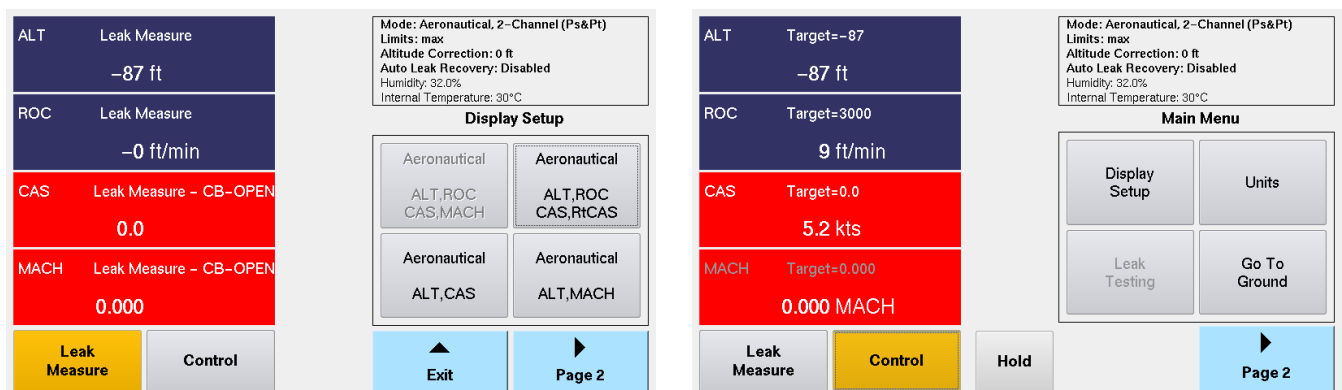 ALT Leak Measure
-87 ft
ROC Leak Measure
-0 ft/min
CAS Leak Measure - CB-OPEN
0.0
MACH Leak Measure - CB-OPEN
0.000
Leak
Measure
Control
Mode: Aeronautical, 2-Channel (Ps&Pt)
Limits: max
Altitude Correction: 0 ft
Auto Leak Recovery: Disabled
Humidity: 32.0%
Internal Temperature: 30°C
Display Setup
Aeronautical
ALT,ROC
CAS,MACH
Aeronautical
ALT,ROC
CAS,RtCAS
Aeronautical
ALT,CAS
Aeronautical
ALT,MACH
Exit
Page 2
ALT Target=-87
-87 ft
ROC Target=3000
9 ft/min
CAS Target=0.0
5.2 kts
MACH Target=0.000
0.000 MACH
Leak
Measure
Control
Hold
Mode: Aeronautical, 2-Channel (Ps&Pt)
Limits: max
Altitude Correction: 0 ft
Auto Leak Recovery: Disabled
Humidity: 32.0%
Internal Temperature: 30°C
Main Menu
Display
Setup
Units
Leak
Testing
Go To
Ground
Page 2